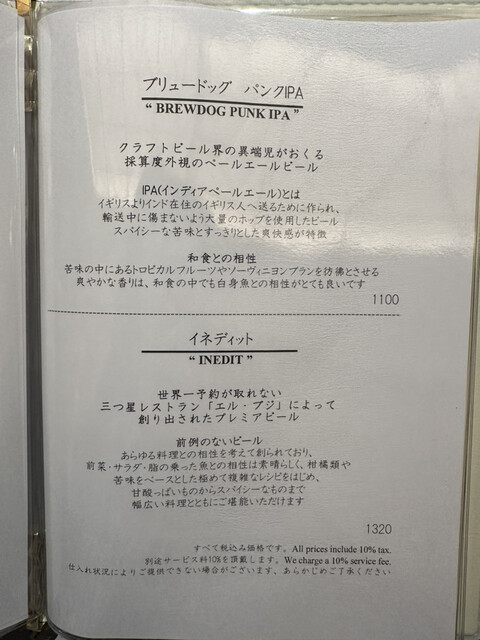 ブリュードッグ パンクIPA
“ BREWDOG PUNK IPA ”
クラフトビール界の異端児がおくる
採算度外視のペールエールビール
IPA(インディアペールエール)とは
イギリスよりインド在住のイギリス人へ送るために作られ、
輸送中に傷まないよう大量のホップを使用したビール
スパイシーな苦味とすっきりとした爽快感が特徴
和食との相性
苦味の中にあるトロピカルフルーツやソーヴィニヨンブランを彷彿とさせる
爽やかな香りは、和食の中でも白身魚との相性がとても良いです
1100
イネディット
“ INEDIT ”
世界一予約が取れない
三つ星レストラン「エル・ブジ」によって
創り出されたプレミアビール
前例のないビール
あらゆる料理との相性を考えて創られており、
前菜・サラダ・脂の乗った魚との相性は素晴らしく、柑橘類や
苦味をベースとした極めて複雑なレシピをはじめ、
甘酸っぱいものからスパイシーなものまで
幅広い料理とともにご堪能いただけます
1320
すべて税込み価格です。All prices include 10% tax.
別途サービス料10%を頂戴します。We charge a 10% service fee.
仕入れ状況によりご提供できない場合がございます、あらかじめご了承ください